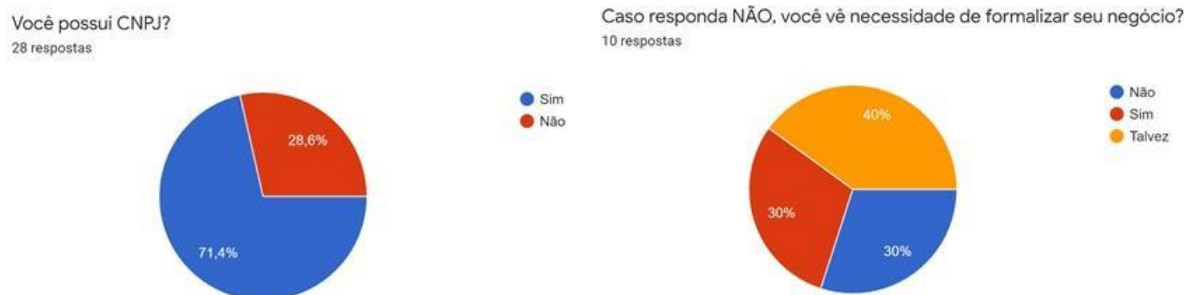 Você possui CNPJ?
28 respostas
Sim
Não
28,6%
71,4%
Caso responda NÃO, você vê necessidade de formalizar seu negócio?
10 respostas
Não
Sim
Talvez
40%
30%
30%